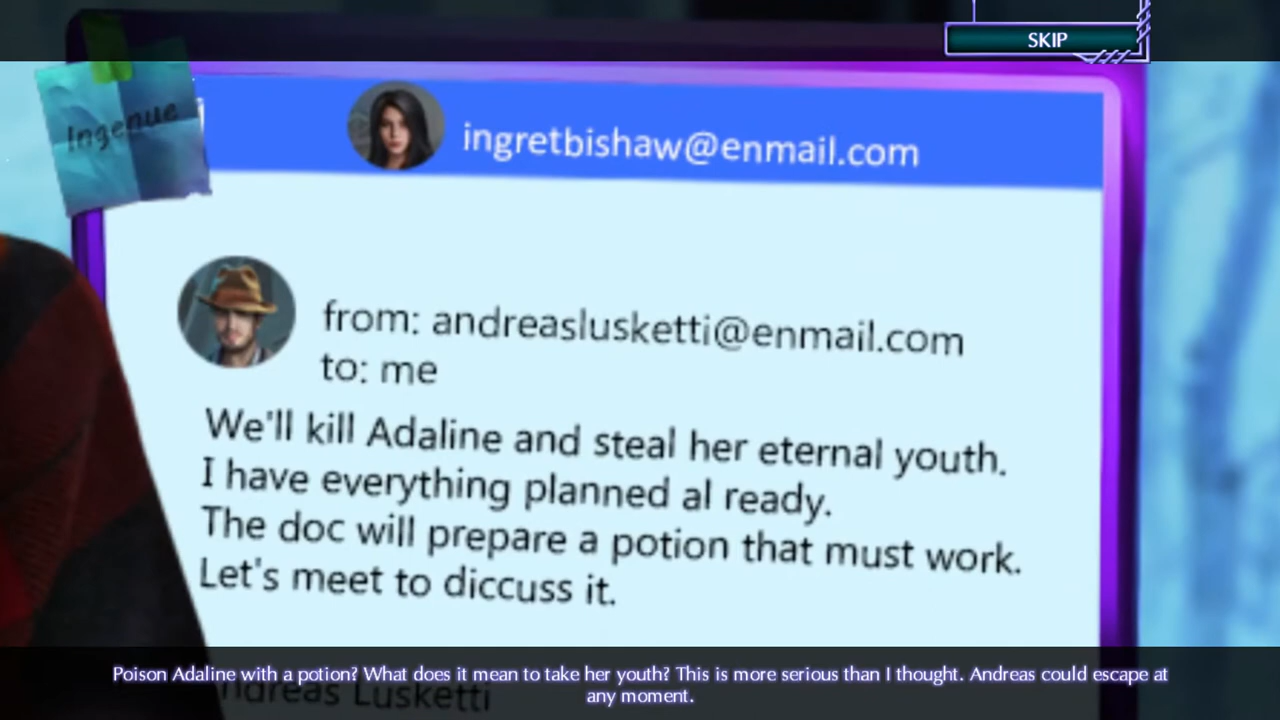 SKIP
Ingenue
ingretbishaw@enmail.com
from: andreaslusketti@enmail.com
to: me
We'll kill Adaline and steal her eternal youth.
I have everything planned al ready.
The doc will prepare a potion that must work.
Let's meet to diccuss it.
Andreas Lusketti
Poison Adaline with a potion? What does it mean to take her youth? This is more serious than I thought. Andreas could escape at
any moment.